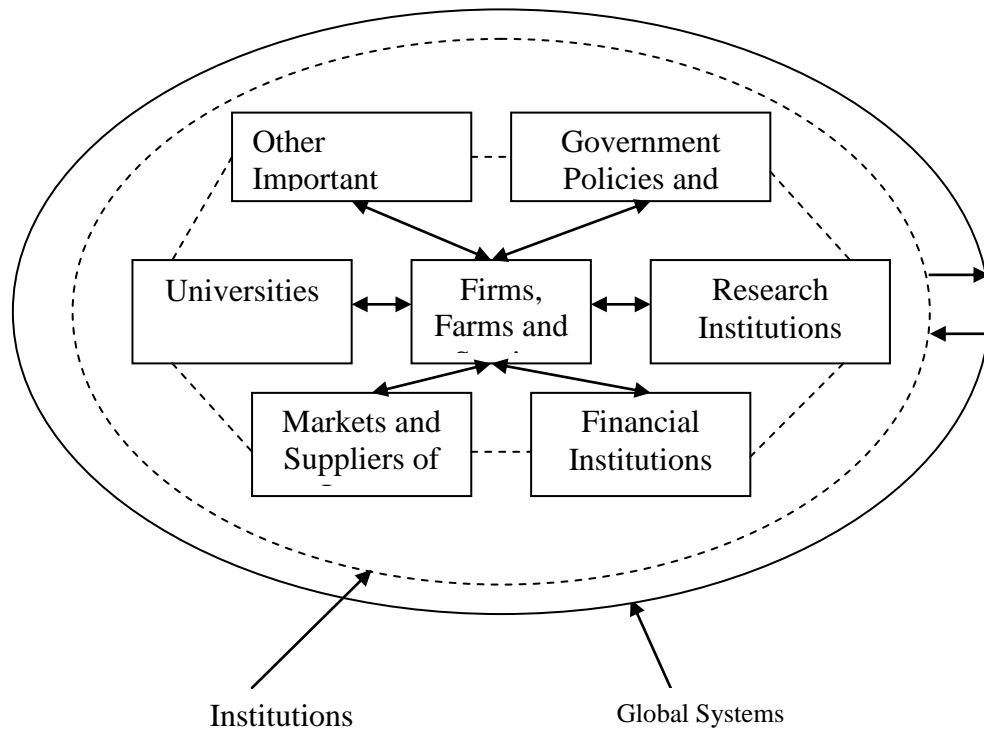 Other
Important
Government
Policies and
Universities
Firms,
Farms and
Research
Institutions
Markets and
Suppliers of
Financial
Institutions
Institutions
Global Systems